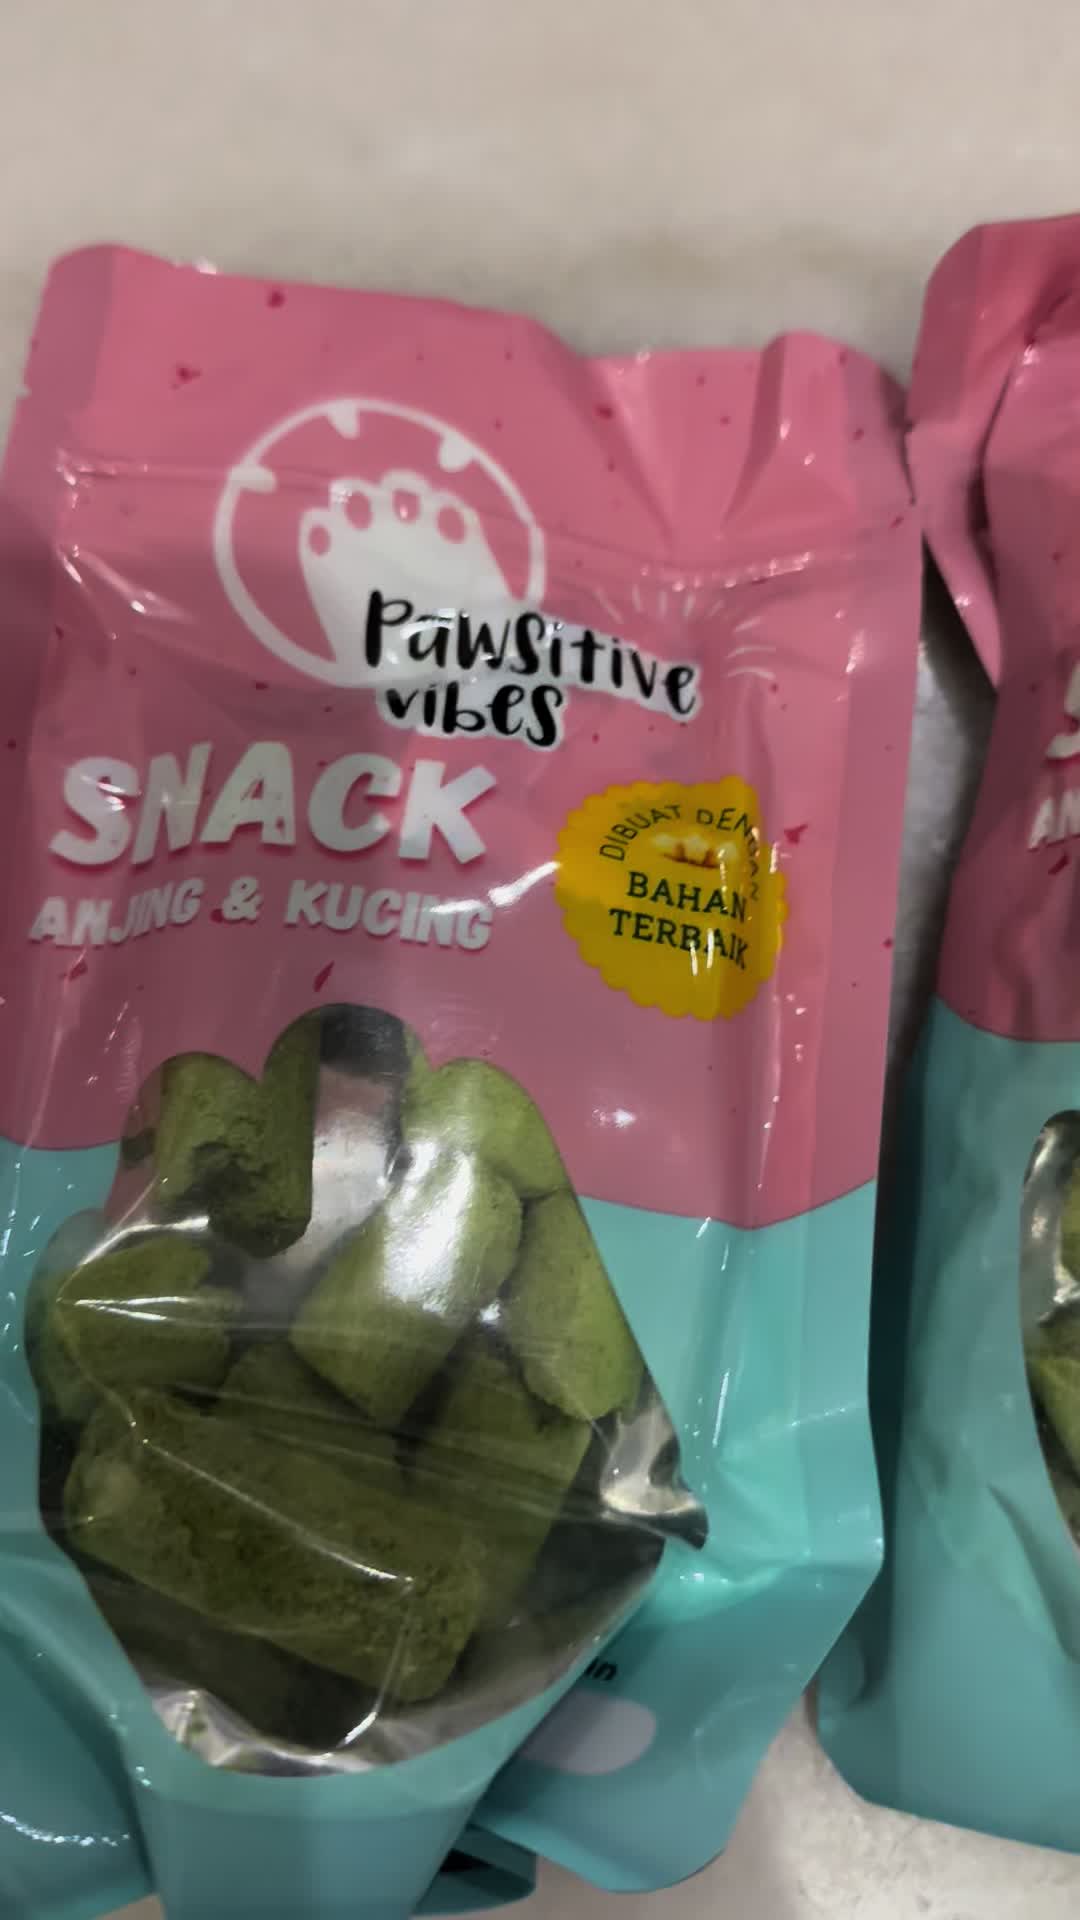 Pawsitive
vibes
SNACK
ANJING & KUCING
DIBUAT DENGAN
BAHAN
TERBAIK